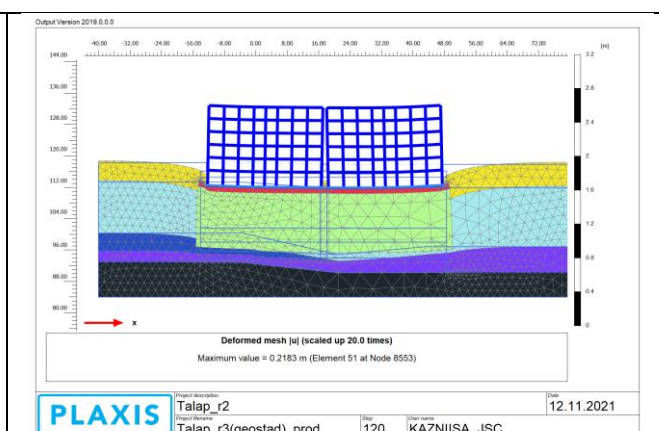 Output Version 2019.0.0.0
-40.00 -32.00 -24.00 -16.00 -8.00 0.00 8.00 16.00 24.00 32.00 40.00 48.00 56.00 64.00 72.00
144.00
136.00
128.00
120.00
112.00
104.00
96.00
88.00
80.00
[m]
3.2
2.8
2.4
2
1.6
1.2
0.8
0.4
0
x
Deformed mesh |u| (scaled up 20.0 times)
Maximum value = 0.2183 m (Element 51 at Node 8553)
PLAXIS
Project description
Talap_r2
Date
12.11.2021
Project filename
Talap_r3(geostad)_prod
Step
120
User name
KAZNIISA, JSC